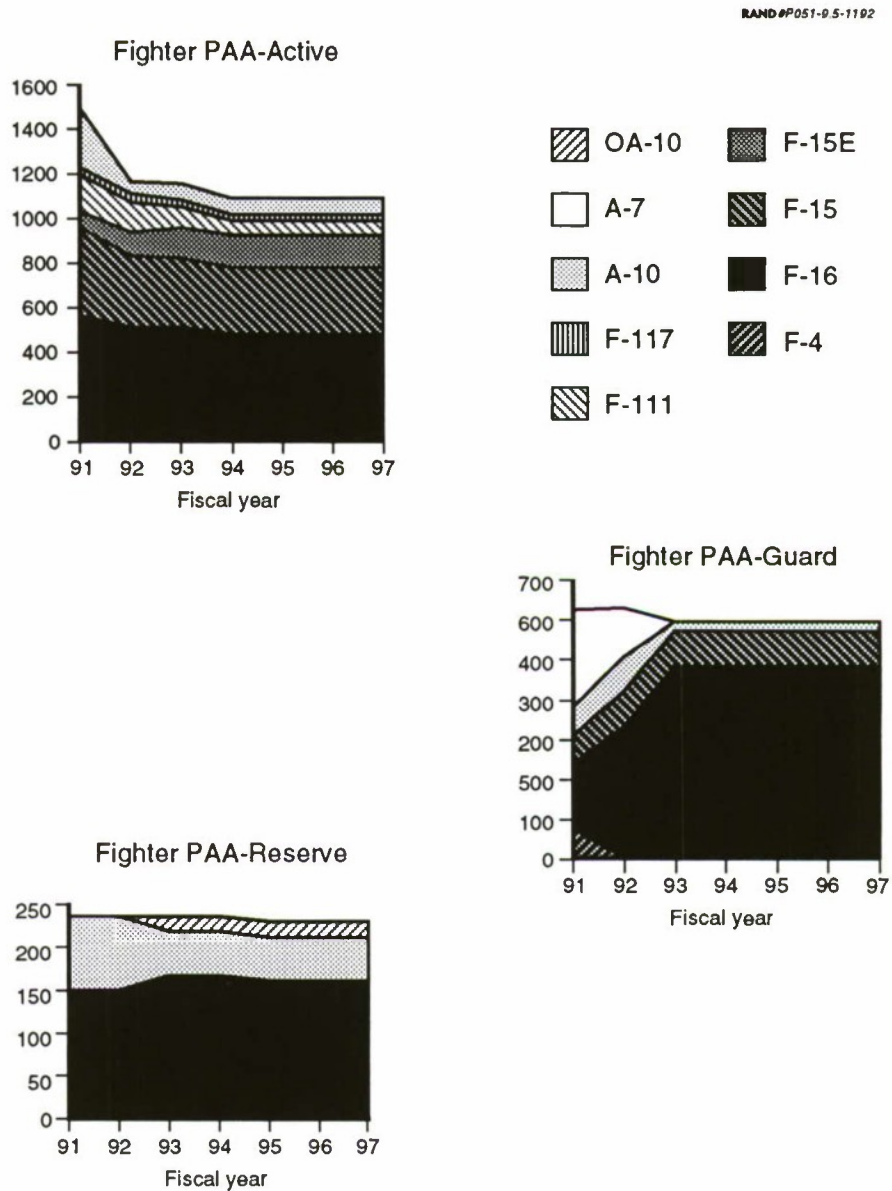 RAND#P051-9.5-1192
Fighter PAA-Active
1600
1400
1200
1000
800
600
400
200
0
91 92 93 94 95 96 97
Fiscal year
OA-10
F-15E
A-7
F-15
A-10
F-16
F-117
F-4
F-111
Fighter PAA-Guard
700
600
400
300
200
500
100
0
91 92 93 94 95 96 97
Fiscal year
Fighter PAA-Reserve
250
200
150
100
50
0
91 92 93 94 95 96 97
Fiscal year